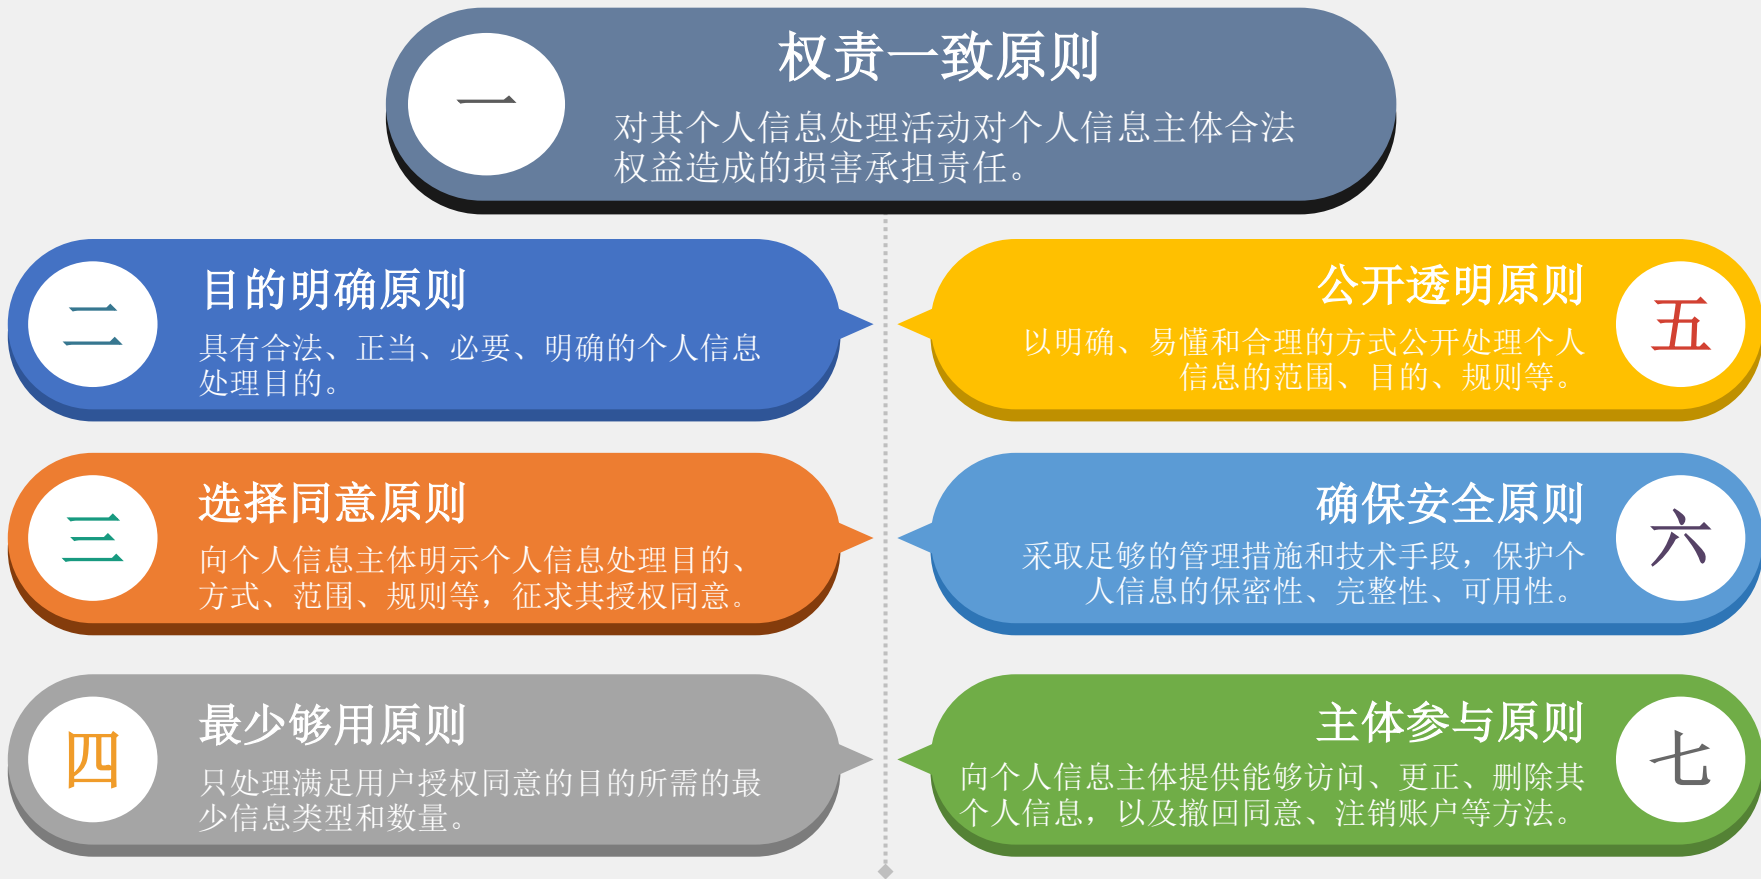 一
权责一致原则
对其个人信息处理活动对个人信息主体合法
权益造成的损害承担责任。
二
目的明确原则
具有合法、正当、必要、明确的个人信息
处理目的。
三
选择同意原则
向个人信息主体明示个人信息处理目的、
方式、范围、规则等，征求其授权同意。
四
最少够用原则
只处理满足用户授权同意的目的所需的最
少信息类型和数量。
公开透明原则
五
以明确、易懂和合理的方式公开处理个人
信息的范围、目的、规则等。
确保安全原则
六
采取足够的管理措施和技术手段，保护个
人信息的保密性、完整性、可用性。
主体参与原则
七
向个人信息主体提供能够访问、更正、删除其
个人信息，以及撤回同意、注销账户等方法。